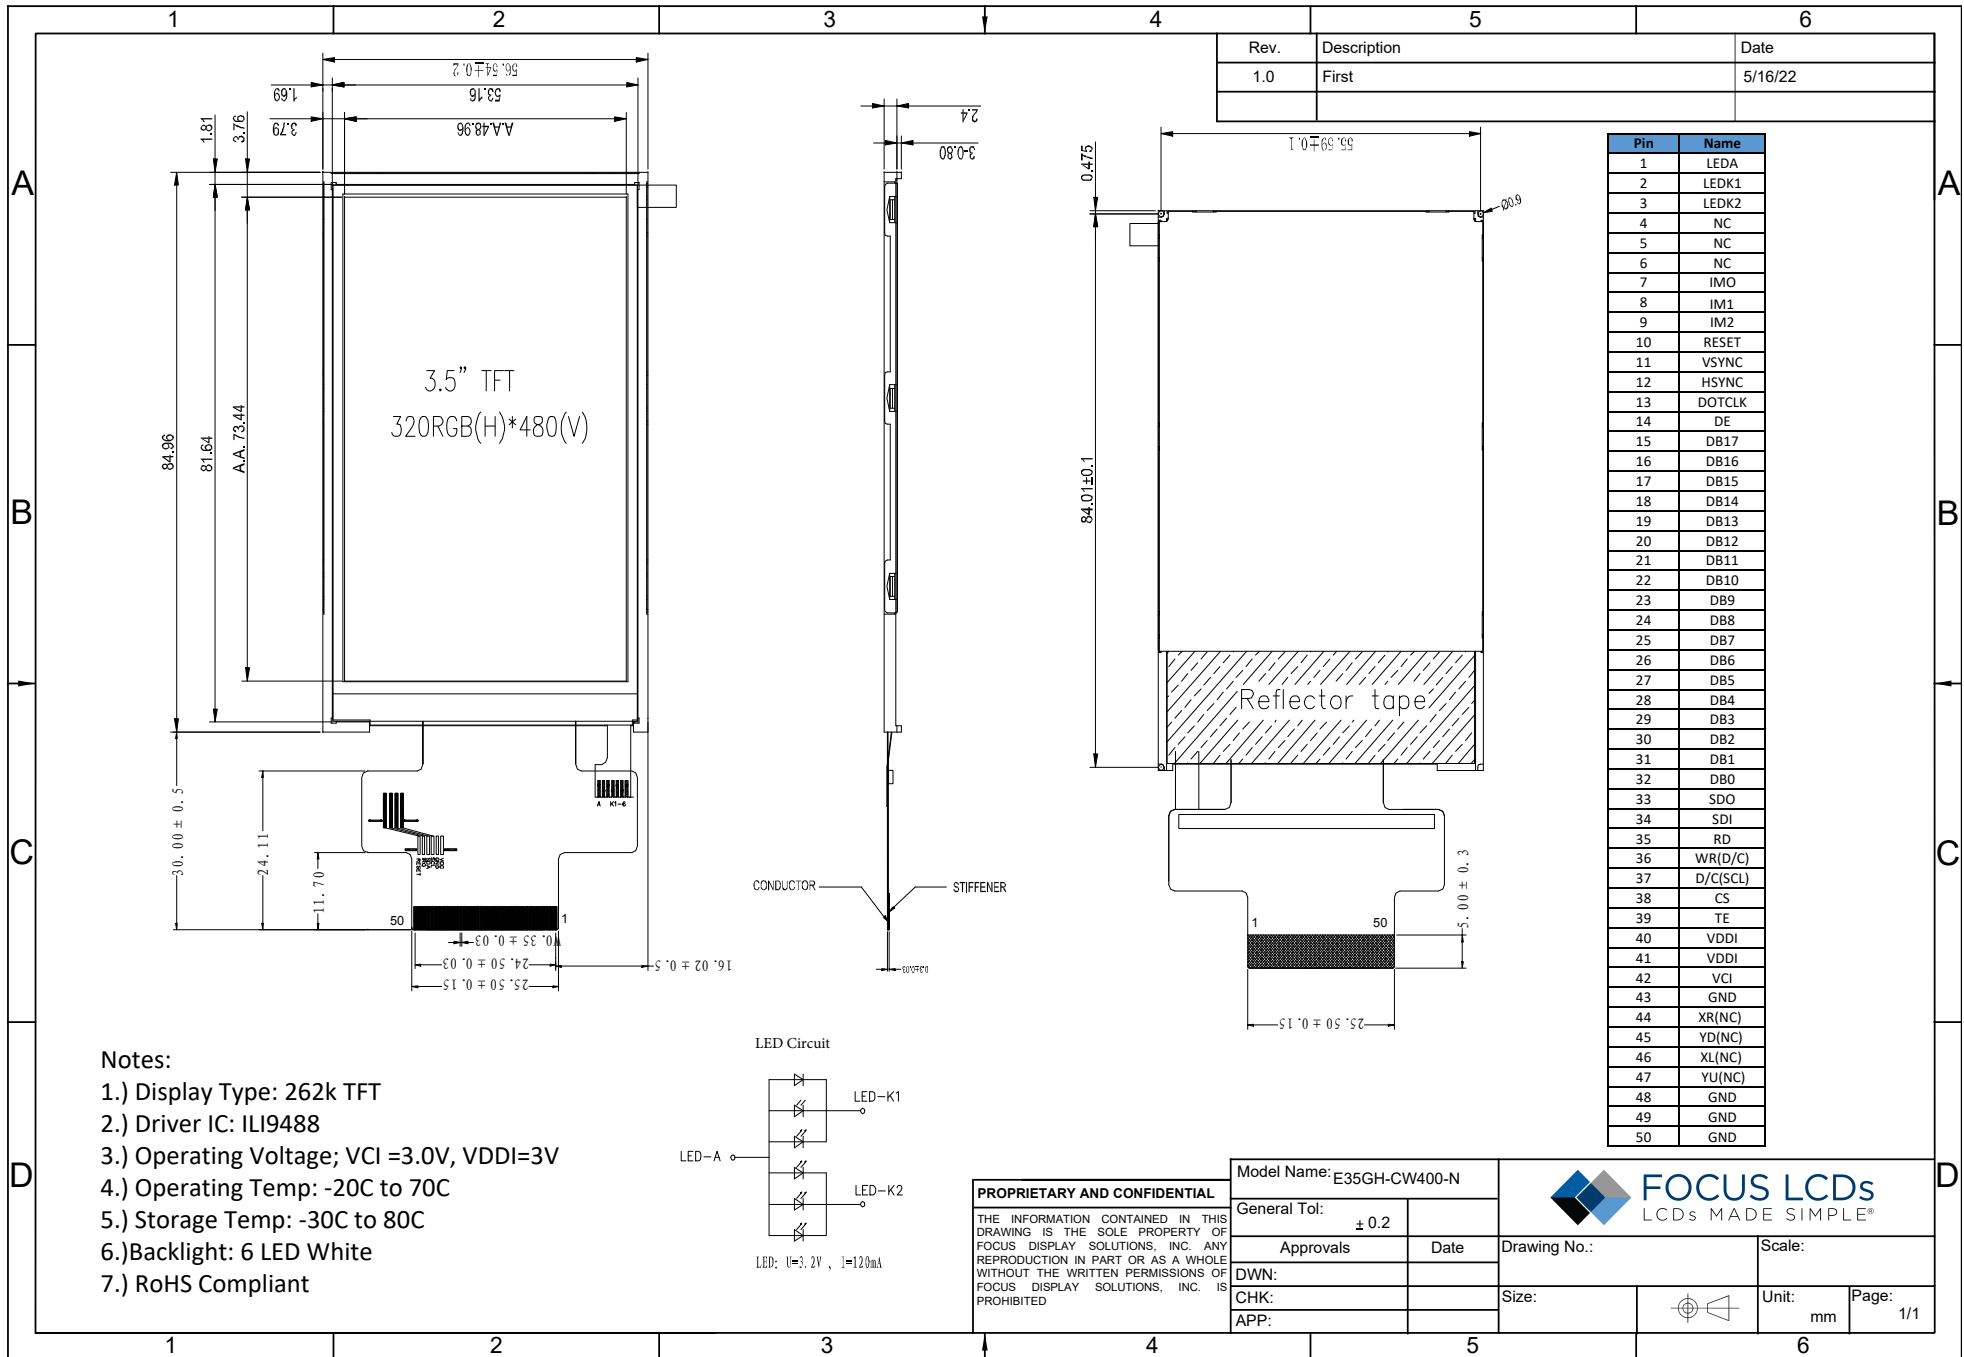 1 2 3 4 5 6
A B C D
A B C D
1 2 3 4 5 6
Rev. Description Date
1.0 First 5/16/22
56.54±0.2
53.16
1.69
A.A.48.96
3.79
1.81
3.76
84.96
81.64
A.A.73.44
3.5” TFT
320RGB(H)*480(V)
30.00±0.5
24.11
11.70
A K1-6
RESET
50 1
W0.35±0.03
24.50±0.03
25.50±0.15
16.02±0.5
2.4
3-0.80
CONDUCTOR
STIFFENER
0.3±0.03
55.59±0.1
0.475
Ø0.9
84.01±0.1
Reflector tape
1 50
5.00±0.3
25.50±0.15
Pin Name
1 LEDA
2 LEDK1
3 LEDK2
4 NC
5 NC
6 NC
7 IMO
8 IM1
9 IM2
10 RESET
11 VSYNC
12 HSYNC
13 DOTCLK
14 DE
15 DB17
16 DB16
17 DB15
18 DB14
19 DB13
20 DB12
21 DB11
22 DB10
23 DB9
24 DB8
25 DB7
26 DB6
27 DB5
28 DB4
29 DB3
30 DB2
31 DB1
32 DB0
33 SDO
34 SDI
35 RD
36 WR(D/C)
37 D/C(SCL)
38 CS
39 TE
40 VDDI
41 VDDI
42 VCI
43 GND
44 XR(NC)
45 YD(NC)
46 XL(NC)
47 YU(NC)
48 GND
49 GND
50 GND
Notes:
1.) Display Type: 262k TFT
2.) Driver IC: ILI9488
3.) Operating Voltage; VCI =3.0V, VDDI=3V
4.) Operating Temp: -20C to 70C
5.) Storage Temp: -30C to 80C
6.)Backlight: 6 LED White
7.) RoHS Compliant
LED Circuit
LED-K1
LED-A
LED-K2
LED: U=3.2V , I=120mA
PROPRIETARY AND CONFIDENTIAL
THE INFORMATION CONTAINED IN THIS
DRAWING IS THE SOLE PROPERTY OF
FOCUS DISPLAY SOLUTIONS, INC. ANY
REPRODUCTION IN PART OR AS A WHOLE
WITHOUT THE WRITTEN PERMISSIONS OF
FOCUS DISPLAY SOLUTIONS, INC. IS
PROHIBITED
Model Name: E35GH-CW400-N
General Tol:
± 0.2
Approvals Date
DWN:
CHK:
APP:
FOCUS LCDs
LCDs MADE SIMPLE®
Drawing No.: Scale:
Size: Unit: mm Page: 1/1